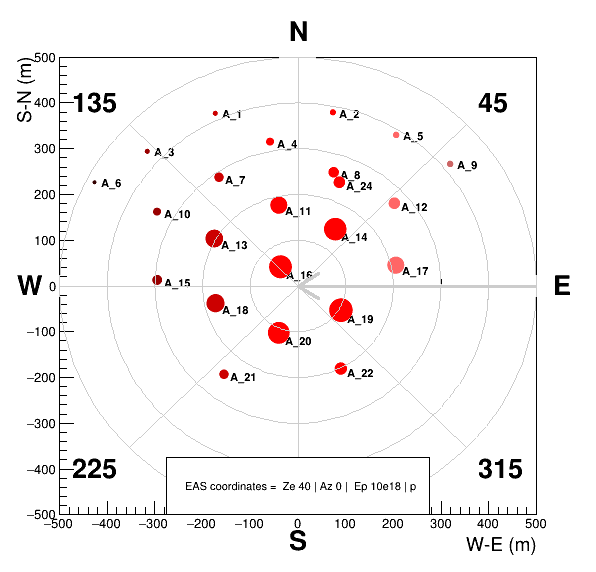 N
S-N (m)
500
400
300
200
100
0
−100
−200
−300
−400
−500
135
45
A_1
A_2
A_5
A_4
A_3
A_9
A_8
A_7
A_6
A_24
A_10
A_11
A_12
A_14
A_13
A_16
A_17
W
E
A_15
A_18
A_19
A_20
A_21
A_22
225
315
EAS coordinates = Ze 40 | Az 0 | Ep 10e18 | p
−500 −400 −300 −200 −100 0 100 200 300 400 500
S
W-E (m)